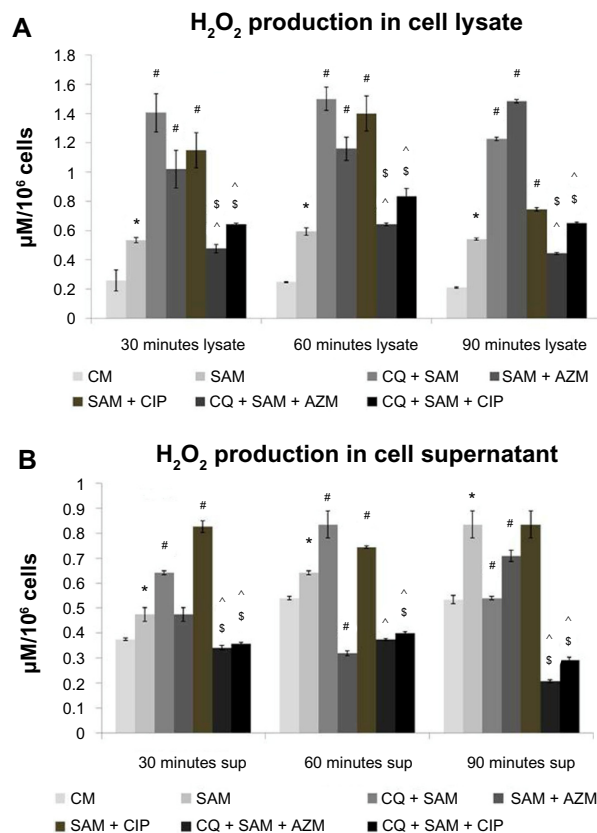 A
H₂O₂ production in cell lysate
µM/10⁶ cells
1.8
1.6
1.4
1.2
1
0.8
0.6
0.4
0.2
0
* # # # $ ^ ^ $
* # # # $ ^ ^ $
* # # # $ ^ ^ $
30 minutes lysate 60 minutes lysate 90 minutes lysate
CM SAM CQ + SAM SAM + AZM
SAM + CIP CQ + SAM + AZM CQ + SAM + CIP
B
H₂O₂ production in cell supernatant
µM/10⁶ cells
1
0.9
0.8
0.7
0.6
0.5
0.4
0.3
0.2
0.1
0
* # # ^ $ ^ $
* # # # ^ ^ $
* # # ^ $ ^ $
30 minutes sup 60 minutes sup 90 minutes sup
CM SAM CQ + SAM SAM + AZM
SAM + CIP CQ + SAM + AZM CQ + SAM + CIP